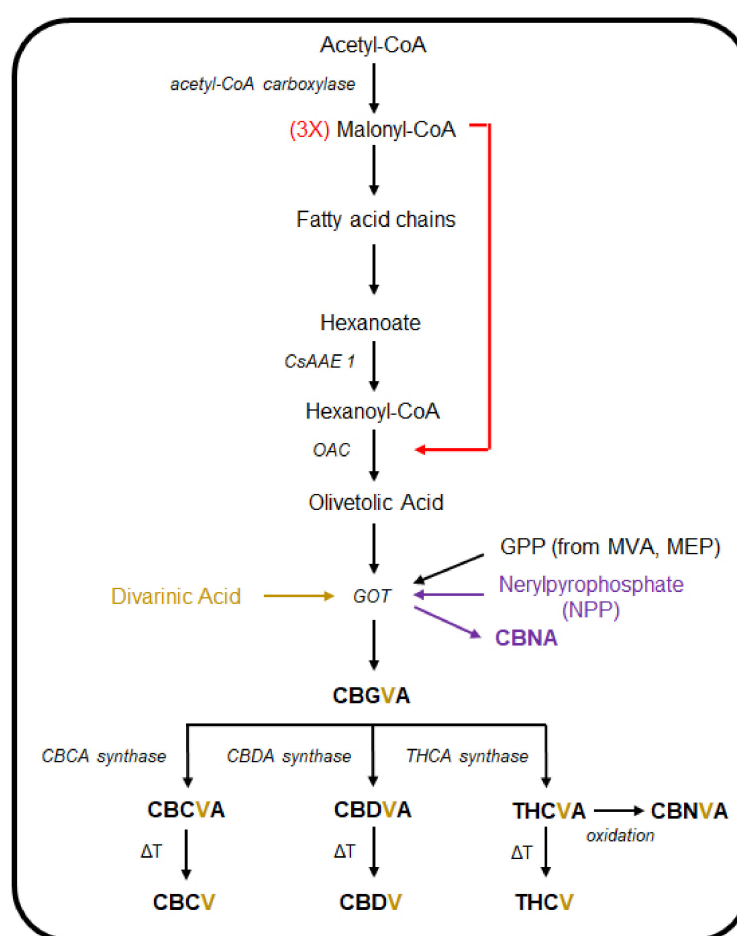 Acetyl-CoA
acetyl-CoA carboxylase
(3X) Malonyl-CoA
Fatty acid chains
Hexanoate
CsAAE 1
Hexanoyl-CoA
OAC
Olivetolic Acid
GPP (from MVA, MEP)
Divarinic Acid
GOT
Nerylpyrophosphate
(NPP)
CBNA
CBGVA
CBCA synthase
CBDA synthase
THCA synthase
CBCVA
CBDVA
THCVA
CBNVA
oxidation
ΔT
ΔT
ΔT
CBCV
CBDV
THCV